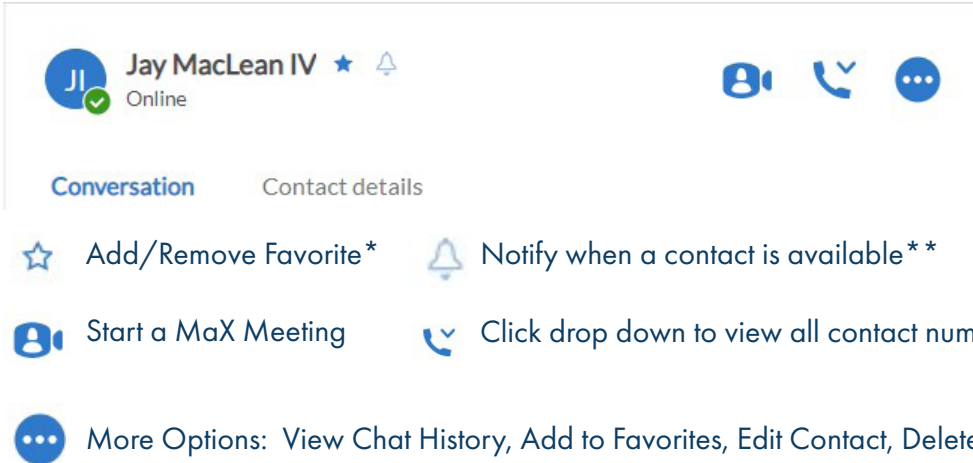 JI Jay MacLean IV
Online
Conversation Contact details
Add/Remove Favorite* Notify when a contact is available**
Start a MaX Meeting Click drop down to view all contact num
More Options: View Chat History, Add to Favorites, Edit Contact, Delete